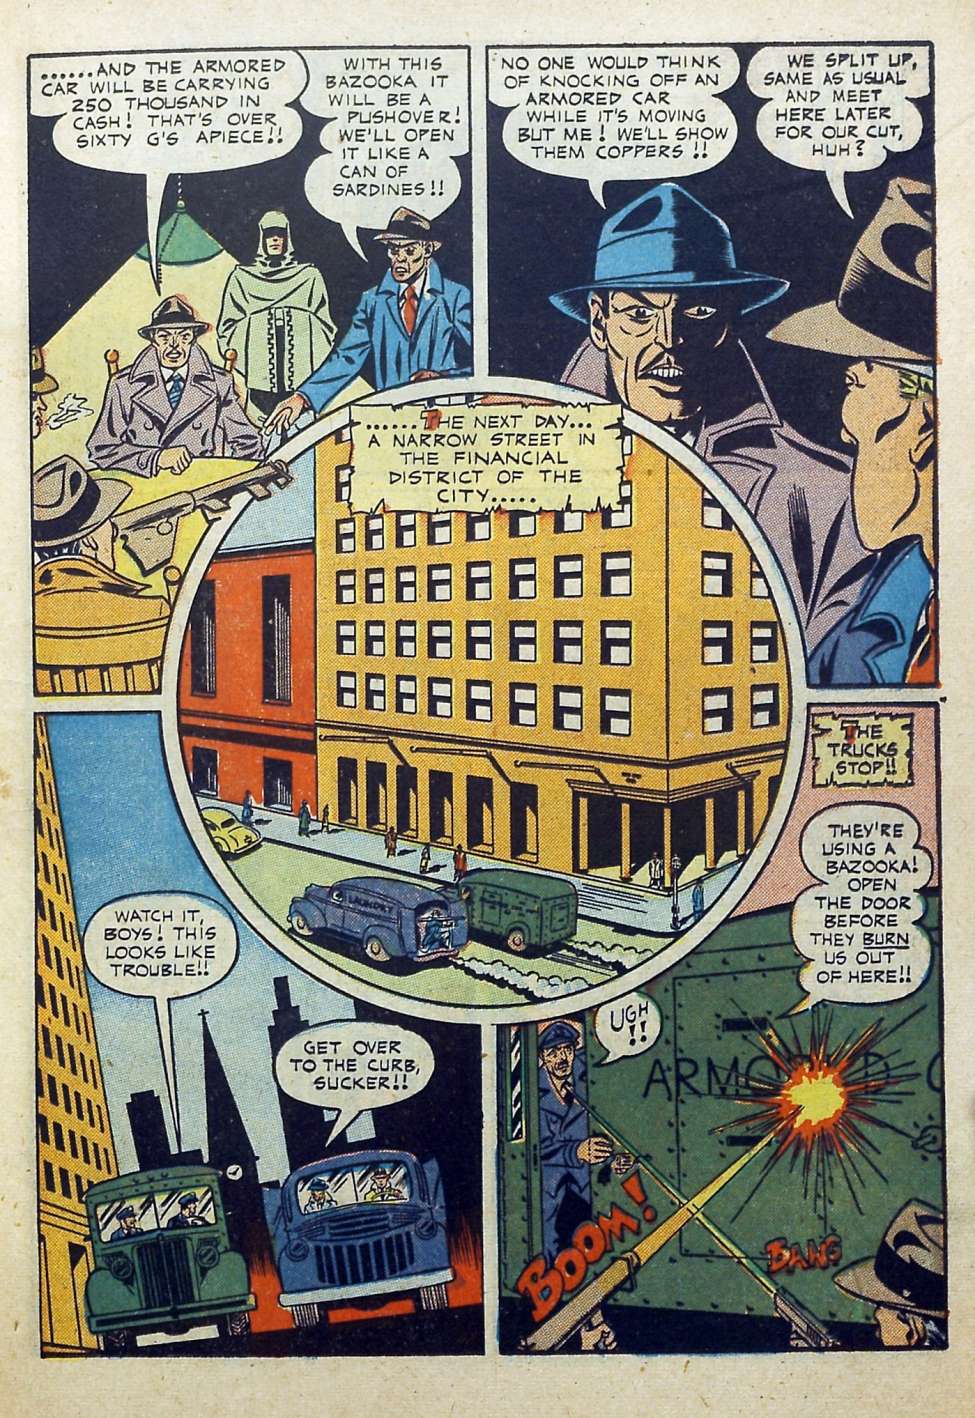 ......AND THE ARMORED
CAR WILL BE CARRYING
250 THOUSAND IN
CASH! THAT'S OVER
SIXTY G'S APIECE!!
WITH THIS
BAZOOKA IT
WILL BE A
PUSHOVER!
WE'LL OPEN
IT LIKE A
CAN OF
SARDINES!!
NO ONE WOULD THINK
OF KNOCKING OFF AN
ARMORED CAR
WHILE IT'S MOVING
BUT ME! WE'LL SHOW
THEM COPPERS!!
WE SPLIT UP,
SAME AS USUAL
AND MEET
HERE LATER
FOR OUR CUT,
HUH?
......THE NEXT DAY...
A NARROW STREET IN
THE FINANCIAL
DISTRICT OF THE
CITY.....
LAUNDRY
WATCH IT,
BOYS! THIS
LOOKS LIKE
TROUBLE!!
GET OVER
TO THE CURB,
SUCKER!!
THE
TRUCKS
STOP!!
THEY'RE
USING A
BAZOOKA!
OPEN
THE DOOR
BEFORE
THEY BURN
US OUT
OF HERE!!
UGH
!!
ARMORED C
BOOM!
BANG